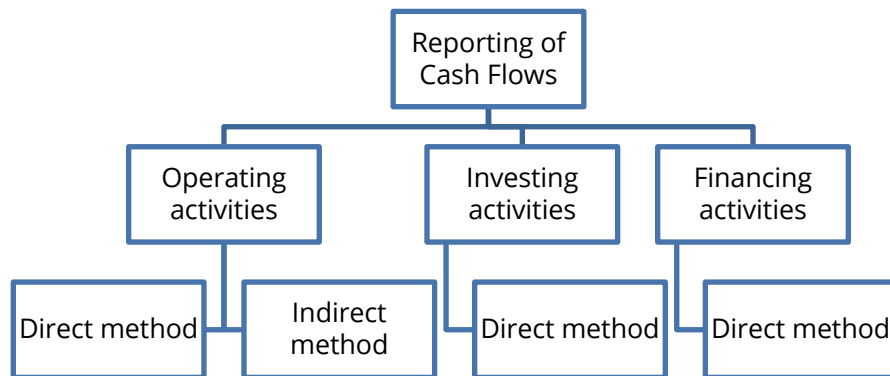 Reporting of
Cash Flows
Operating
activities
Investing
activities
Financing
activities
Direct method
Indirect
method
Direct method
Direct method